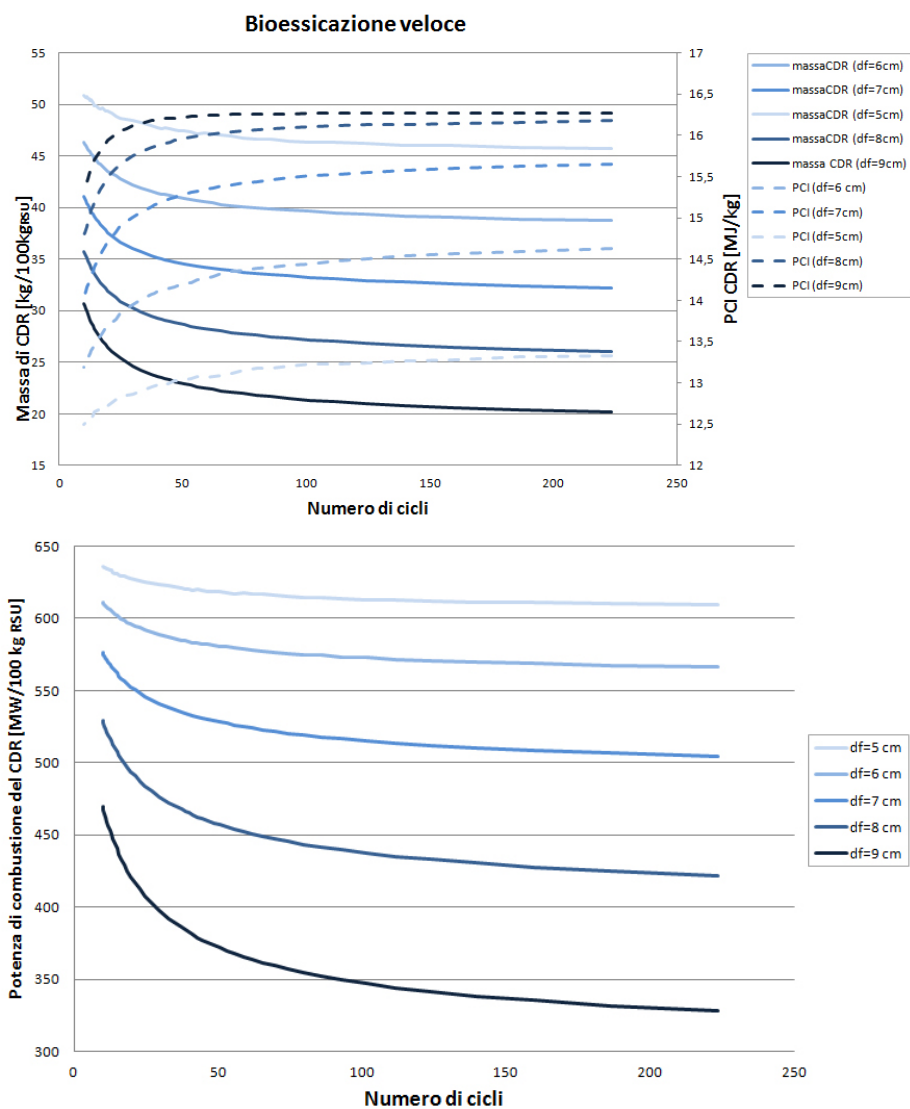 Bioessicazione veloce
Massa di CDR [kg/100kgRSU]
55
50
45
40
35
30
25
20
15
0
50
100
150
200
250
Numero di cicli
17
16,5
16
15,5
15
14,5
14
13,5
13
12,5
12
PCI CDR [MJ/kg]
massaCDR (df=6cm)
massaCDR (df=7cm)
massaCDR (df=5cm)
massaCDR (df=8cm)
massa CDR (df=9cm)
PCI (df=6 cm)
PCI (df=7cm)
PCI (df=5cm)
PCI (df=8cm)
PCI (df=9cm)
Potenza di combustione del CDR [MW/100 kg RSU]
650
600
550
500
450
400
350
300
0
50
100
150
200
250
Numero di cicli
df=5 cm
df=6 cm
df=7 cm
df=8 cm
df=9 cm